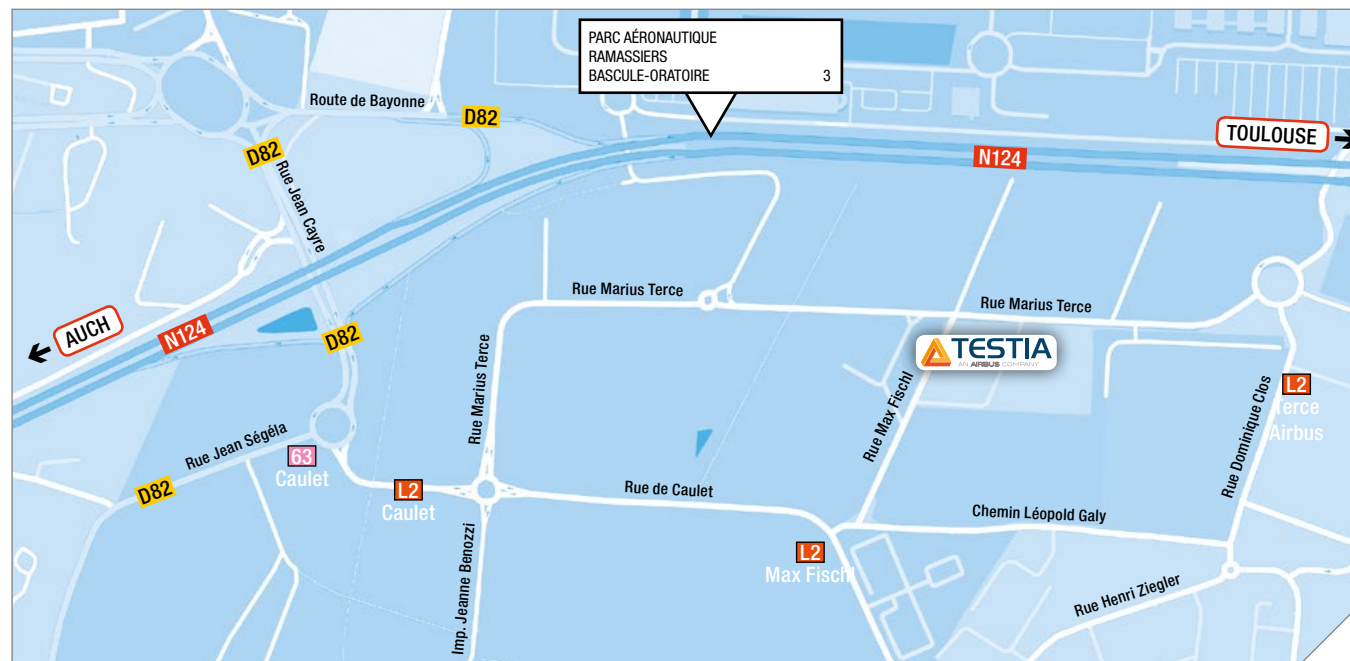 PARC AÉRONAUTIQUE
RAMASSIERS
BASCULE-ORATOIRE 3
Route de Bayonne
D82
D82
Rue Jean Cayre
TOULOUSE
N124
AUCH
N124
D82
Rue Marius Terce
Rue Marius Terce
Rue Marius Terce
TESTIA
AN AIRBUS COMPANY
Rue Max Fischl
L2
Terce
Airbus
Rue Dominique Clos
Rue Jean Ségéla
63
Caulet
D82
L2
Caulet
Rue de Caulet
Chemin Léopold Galy
L2
Max Fischl
Imp. Jeanne Benozzi
Rue Henri Ziegler